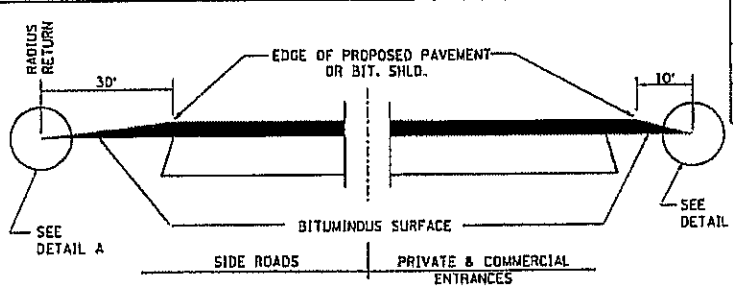 RADIUS
RETURN
30'
EDGE OF PROPOSED PAVEMENT
OR BIT. SHLD.
10'
SEE
DETAIL A
BITUMINOUS SURFACE
SEE
DETAIL
SIDE ROADS
PRIVATE & COMMERCIAL
ENTRANCES